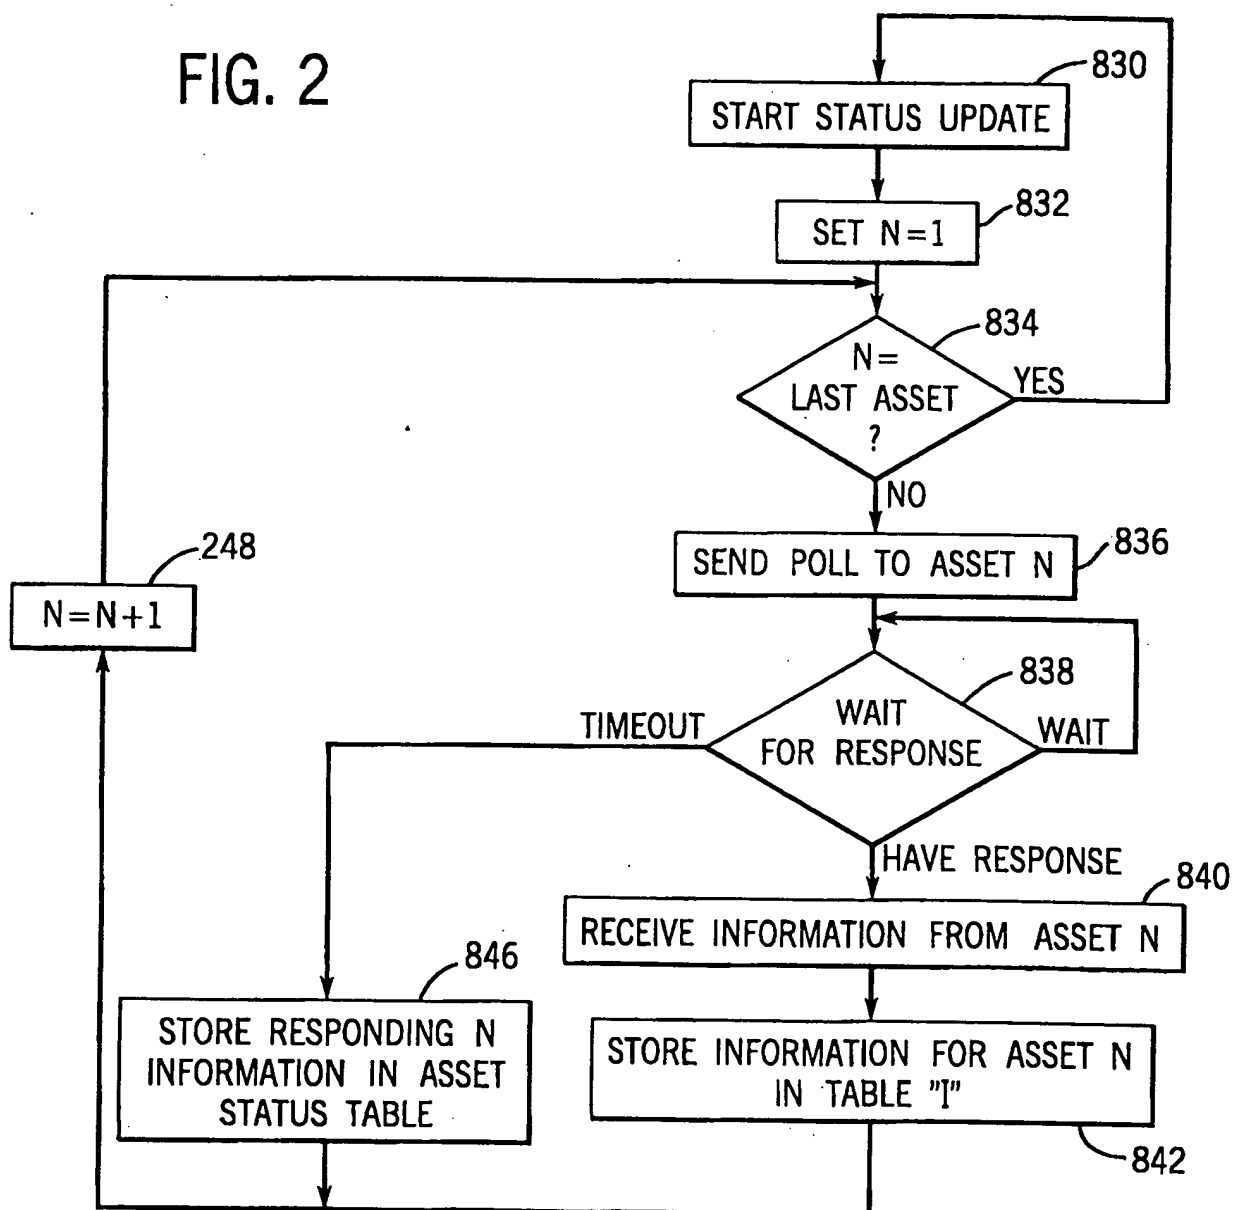 FIG. 2
830
START STATUS UPDATE
832
SET N=1
834
N=
LAST ASSET
?
YES
NO
248
N=N+1
SEND POLL TO ASSET N
836
838
TIMEOUT
WAIT
FOR RESPONSE
WAIT
HAVE RESPONSE
840
RECEIVE INFORMATION FROM ASSET N
846
STORE RESPONDING N
INFORMATION IN ASSET
STATUS TABLE
STORE INFORMATION FOR ASSET N
IN TABLE "I"
842